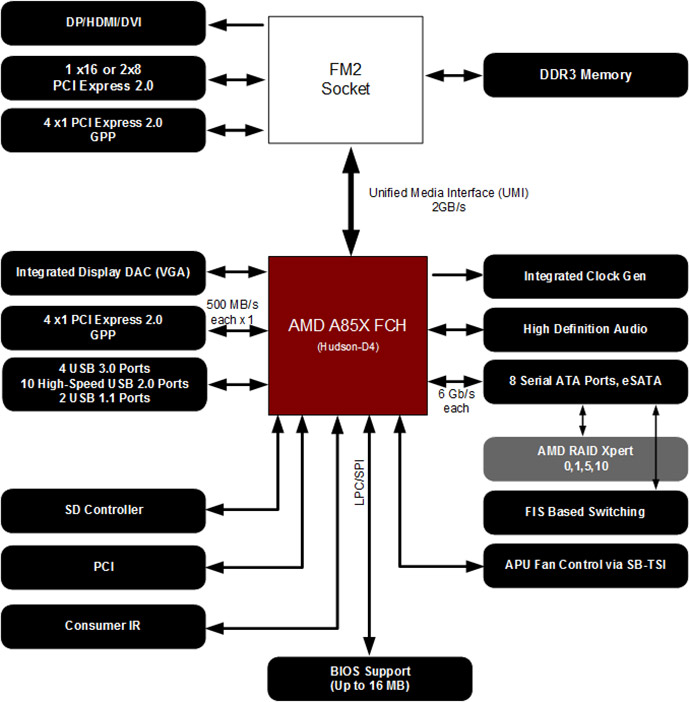 DP/HDMI/DVI
1 x16 or 2x8
PCI Express 2.0
4 x1 PCI Express 2.0
GPP
FM2
Socket
DDR3 Memory
Unified Media Interface (UMI)
2GB/s
Integrated Display DAC (VGA)
500 MB/s
each x 1
4 x1 PCI Express 2.0
GPP
4 USB 3.0 Ports
10 High-Speed USB 2.0 Ports
2 USB 1.1 Ports
AMD A85X FCH
(Hudson-D4)
Integrated Clock Gen
High Definition Audio
6 Gb/s
each
8 Serial ATA Ports, eSATA
AMD RAID Xpert
0,1,5,10
FIS Based Switching
APU Fan Control via SB-TSI
LPC/SPI
SD Controller
PCI
Consumer IR
BIOS Support
(Up to 16 MB)